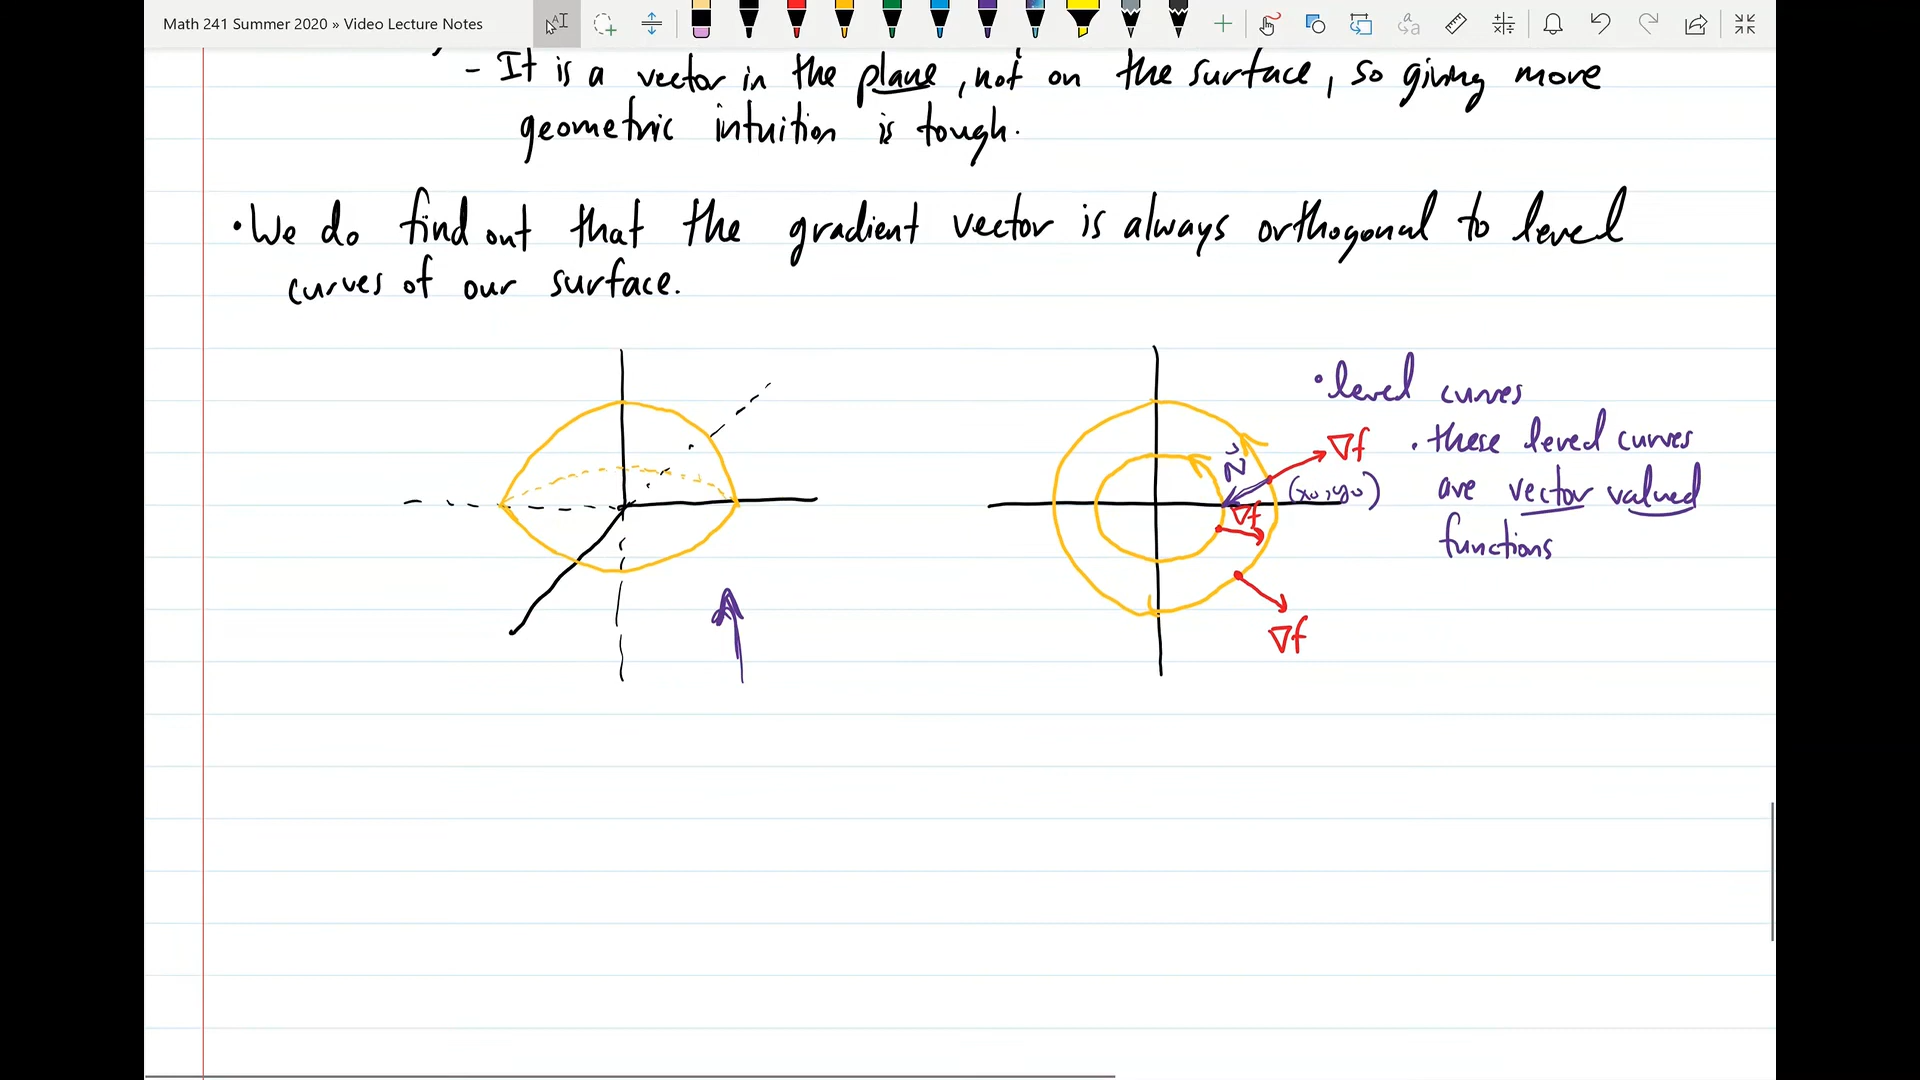 Math 241 Summer 2020 » Video Lecture Notes
- It is a vector in the plane, not on the surface, so giving more
geometric intuition is tough.
• We do find out that the gradient vector is always orthogonal to level
curves of our surface.
• level curves
• these level curves
are vector valued
functions
∇f
N⃗
(x₀,y₀)
∇f
∇f